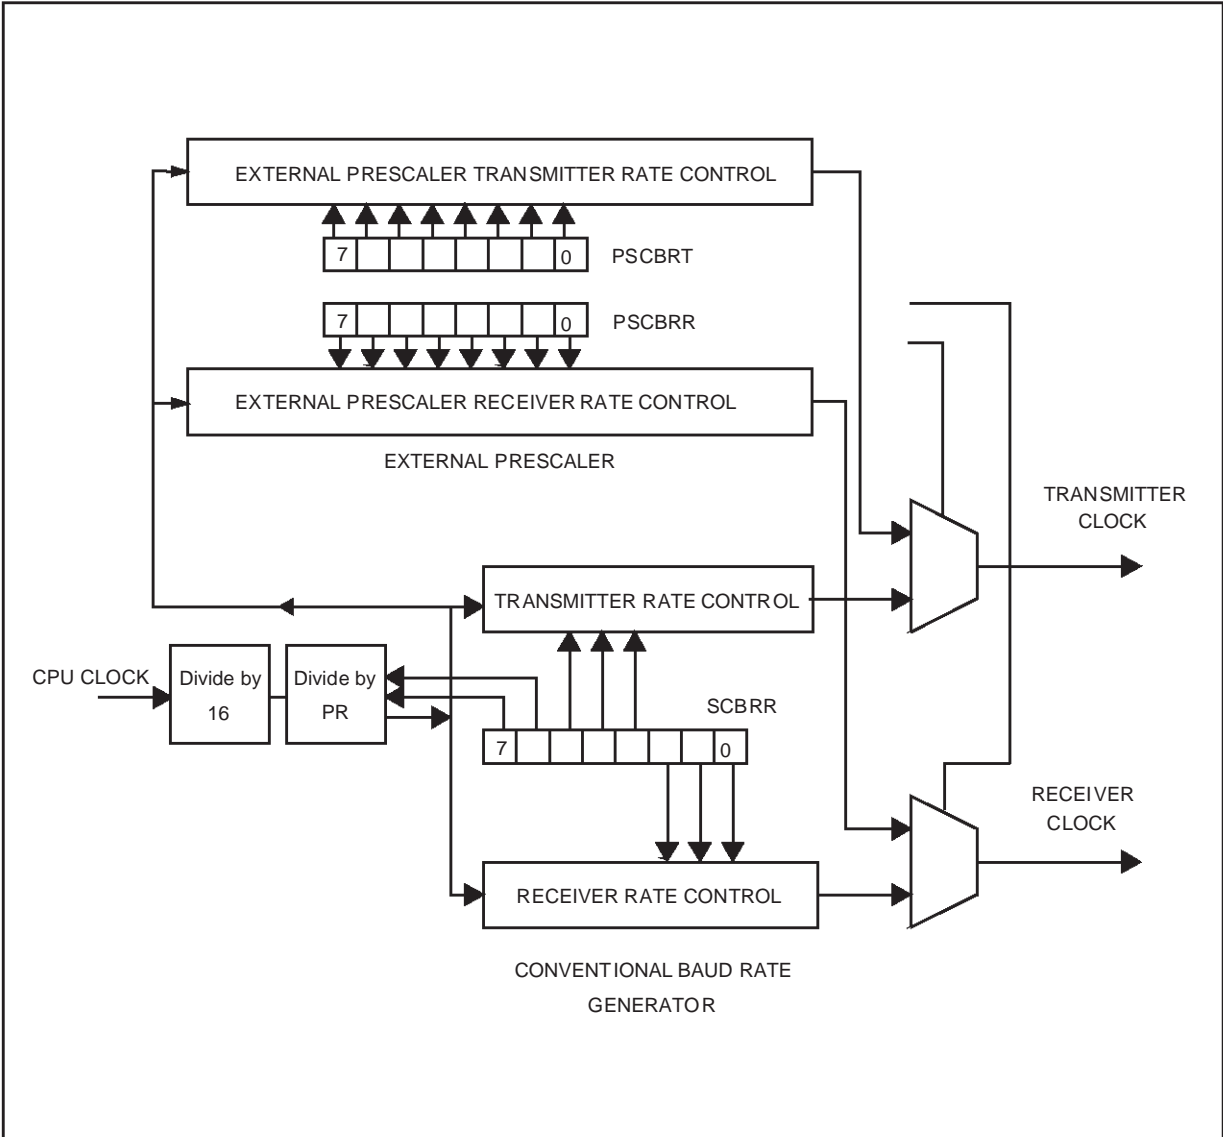 EXTERNAL PRESCALER TRANSMITTER RATE CONTROL
7 0 PSCBRT
7 0 PSCBRR
EXTERNAL PRESCALER RECEIVER RATE CONTROL
EXTERNAL PRESCALER
TRANSMITTER
CLOCK
TRANSMITTER RATE CONTROL
CPU CLOCK
Divide by
16
Divide by
PR
SCBRR
7 0
RECEIVER
CLOCK
RECEIVER RATE CONTROL
CONVENTIONAL BAUD RATE
GENERATOR